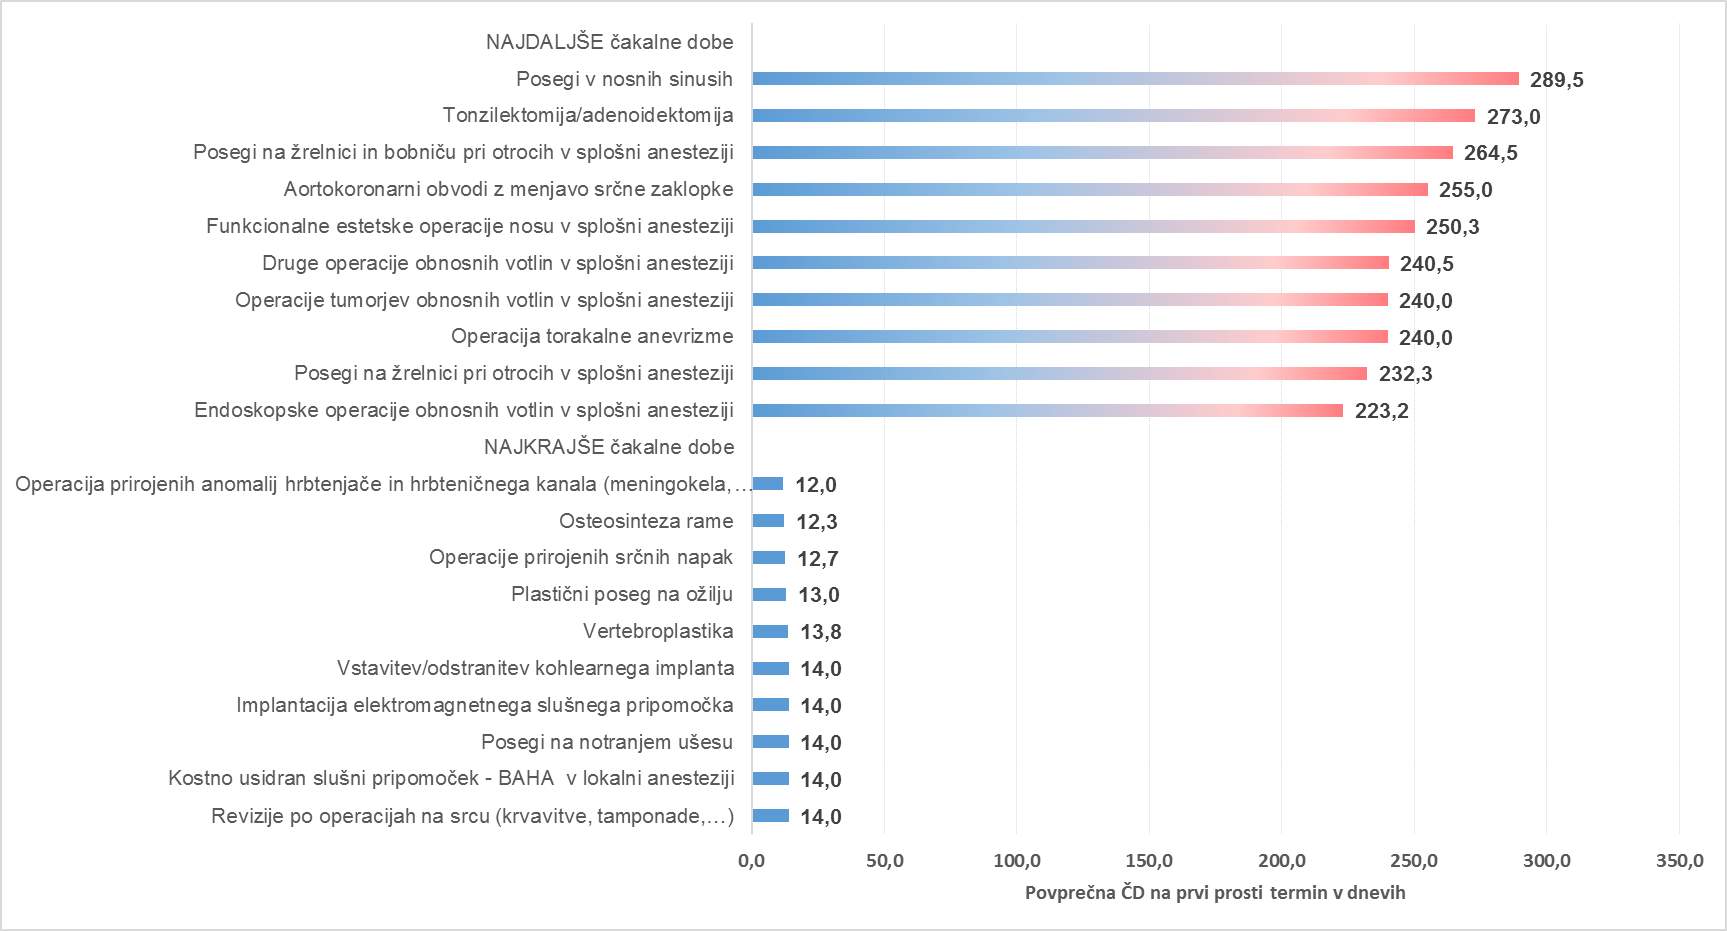 NAJDALJŠE čakalne dobe
Posegi v nosnih sinusih 289,5
Tonzilektomija/adenoidektomija 273,0
Posegi na žrelnici in bobniču pri otrocih v splošni anesteziji 264,5
Aortokoronarni obvodi z menjavo srčne zaklopke 255,0
Funkcionalne estetske operacije nosu v splošni anesteziji 250,3
Druge operacije obnosnih votlin v splošni anesteziji 240,5
Operacije tumorjev obnosnih votlin v splošni anesteziji 240,0
Operacija torakalne anevrizme 240,0
Posegi na žrelnici pri otrocih v splošni anesteziji 232,3
Endoskopske operacije obnosnih votlin v splošni anesteziji 223,2
NAJKRAJŠE čakalne dobe
Operacija prirojenih anomalij hrbtenjače in hrbteničnega kanala (meningokela,… 12,0
Osteosinteza rame 12,3
Operacije prirojenih srčnih napak 12,7
Plastični poseg na ožilju 13,0
Vertebroplastika 13,8
Vstavitev/odstranitev kohlearnega implanta 14,0
Implantacija elektromagnetnega slušnega pripomočka 14,0
Posegi na notranjem ušesu 14,0
Kostno usidran slušni pripomoček - BAHA  v lokalni anesteziji 14,0
Revizije po operacijah na srcu (krvavitve, tamponade,…) 14,0
0,0 50,0 100,0 150,0 200,0 250,0 300,0 350,0
Povprečna ČD na prvi prosti termin v dnevih